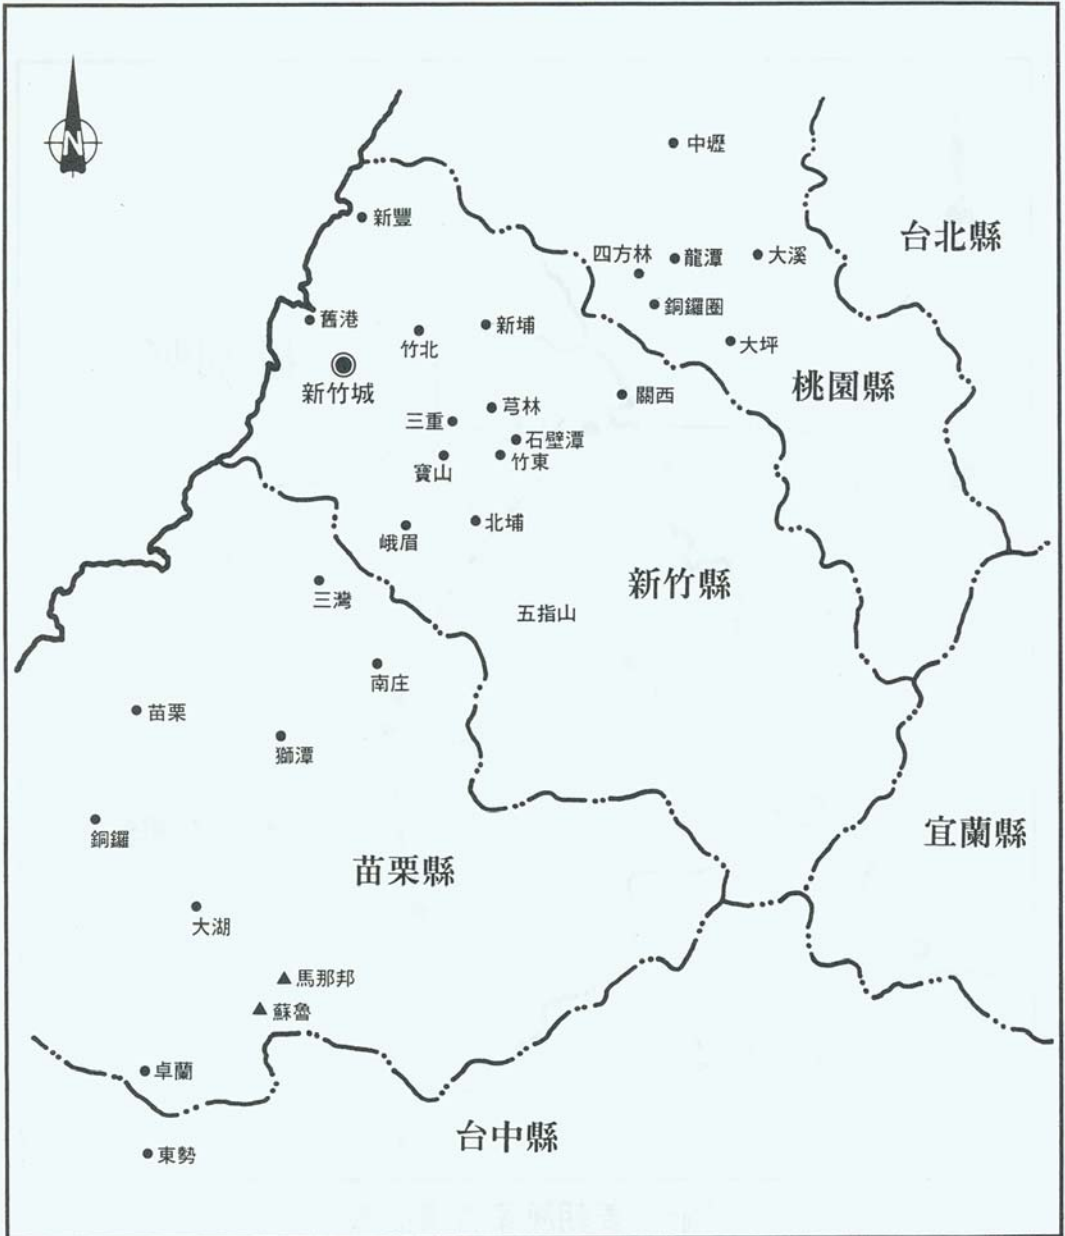 N
中壢
新豐
台北縣
四方林
龍潭
大溪
銅鑼圈
舊港
新埔
竹北
大坪
新竹城
桃園縣
關西
芎林
三重
石壁潭
竹東
寶山
北埔
峨眉
新竹縣
三灣
五指山
南庄
苗栗
獅潭
銅鑼
宜蘭縣
苗栗縣
大湖
馬那邦
蘇魯
卓蘭
台中縣
東勢